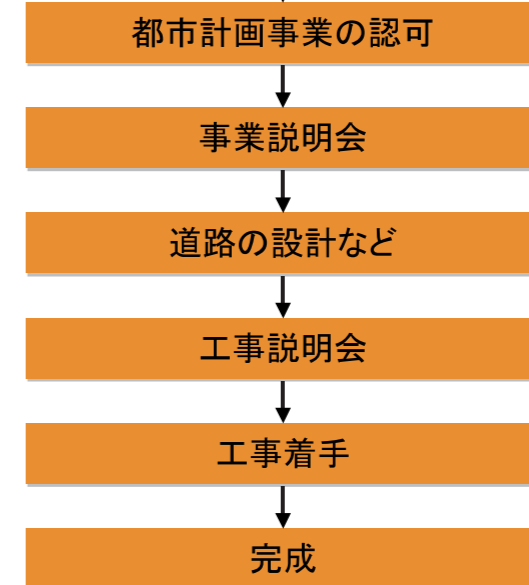 都市計画事業の認可
事業説明会
道路の設計など
工事説明会
工事着手
完成